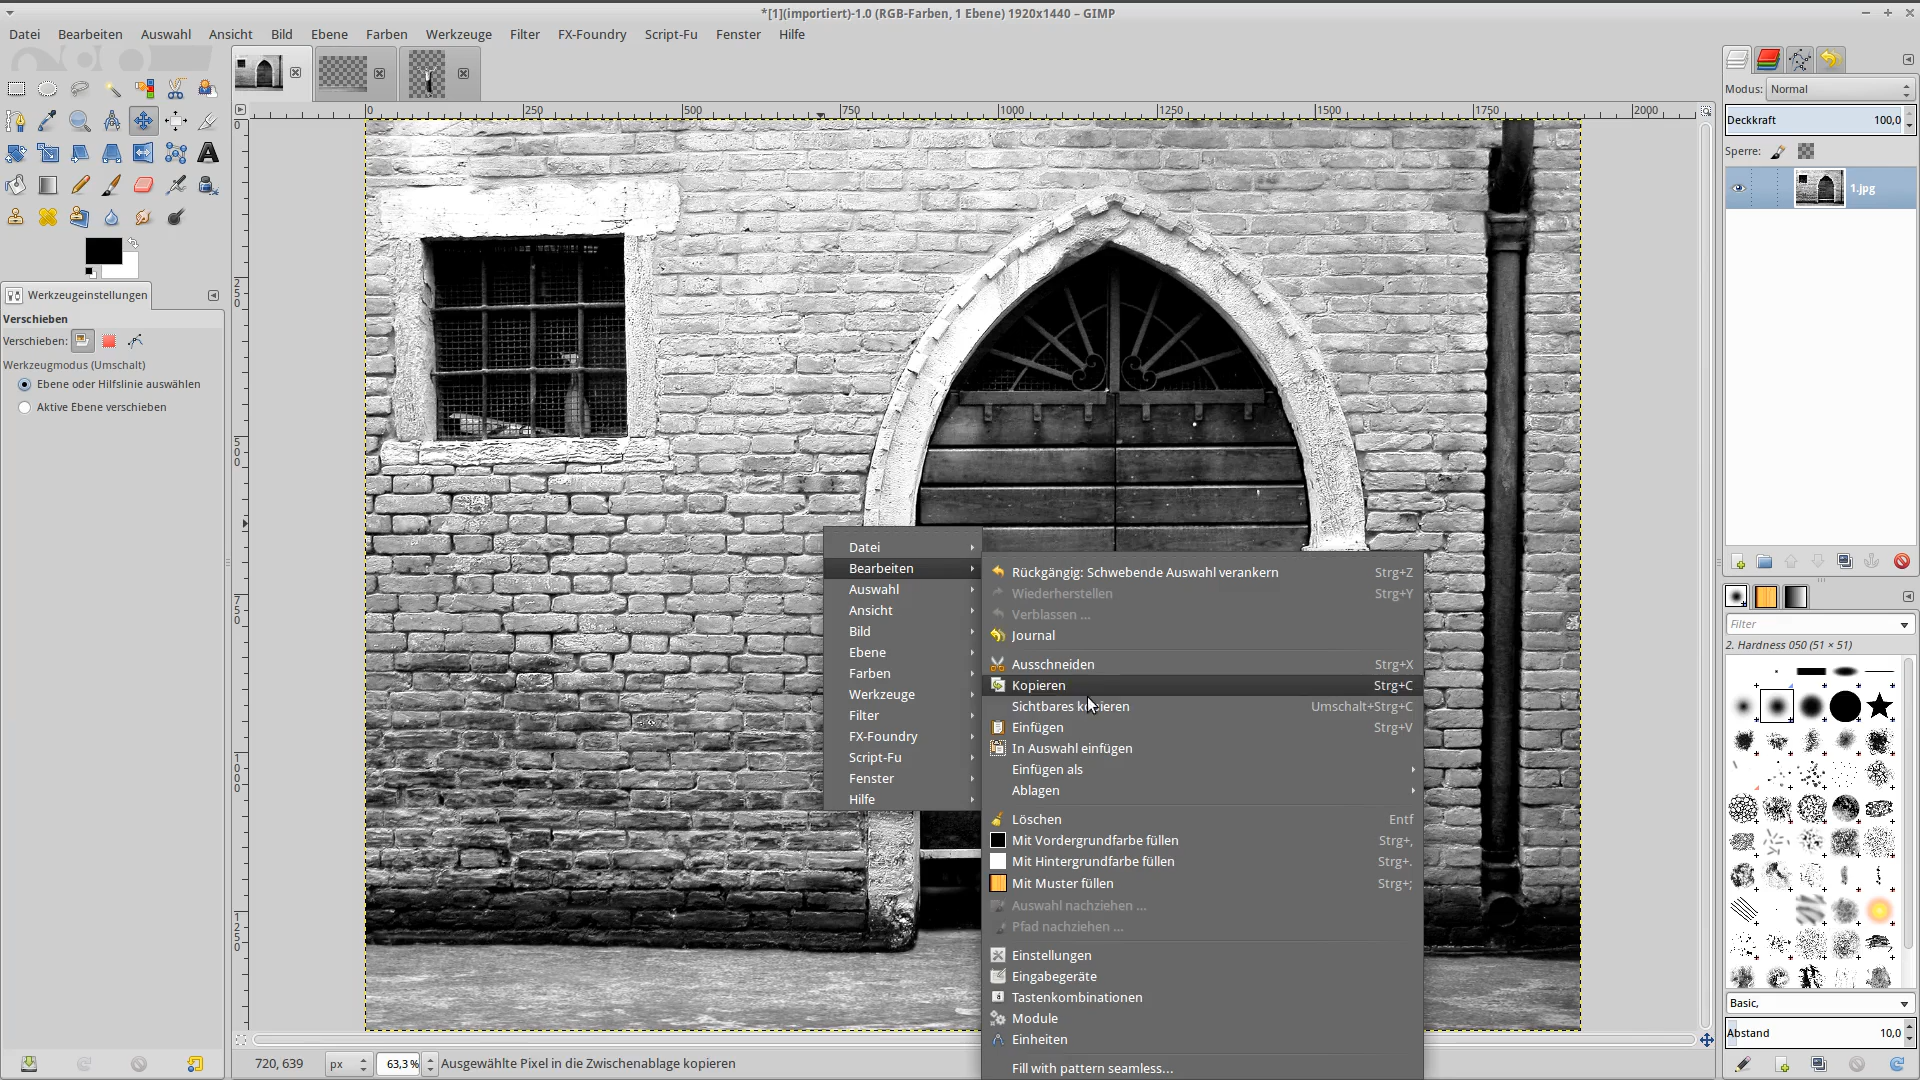 *[1](importiert)-1.0 (RGB-Farben, 1 Ebene) 1920x1440 – GIMP
Datei Bearbeiten Auswahl Ansicht Bild Ebene Farben Werkzeuge Filter FX-Foundry Script-Fu Fenster Hilfe
Modus: Normal
Deckkraft 100,0
Sperre:
1.jpg
0 250 500 750 1000 1250 1500 1750 2000
0
250
500
750
1000
1250
Werkzeugeinstellungen
Verschieben
Verschieben:
Werkzeugmodus (Umschalt)
Ebene oder Hilfslinie auswählen
Aktive Ebene verschieben
Datei
Bearbeiten
Auswahl
Ansicht
Bild
Ebene
Farben
Werkzeuge
Filter
FX-Foundry
Script-Fu
Fenster
Hilfe
Rückgängig: Schwebende Auswahl verankern Strg+Z
Wiederherstellen Strg+Y
Verblassen ...
Journal
Ausschneiden Strg+X
Kopieren Strg+C
Sichtbares kopieren Umschalt+Strg+C
Einfügen Strg+V
In Auswahl einfügen
Einfügen als
Ablagen
Löschen Entf
Mit Vordergrundfarbe füllen Strg+,
Mit Hintergrundfarbe füllen Strg+.
Mit Muster füllen Strg+;
Auswahl nachziehen ...
Pfad nachziehen ...
Einstellungen
Eingabegeräte
Tastenkombinationen
Module
Einheiten
Fill with pattern seamless...
Filter
2. Hardness 050 (51 × 51)
Basic,
Abstand 10,0
720, 639 px 63,3 % Ausgewählte Pixel in die Zwischenablage kopieren